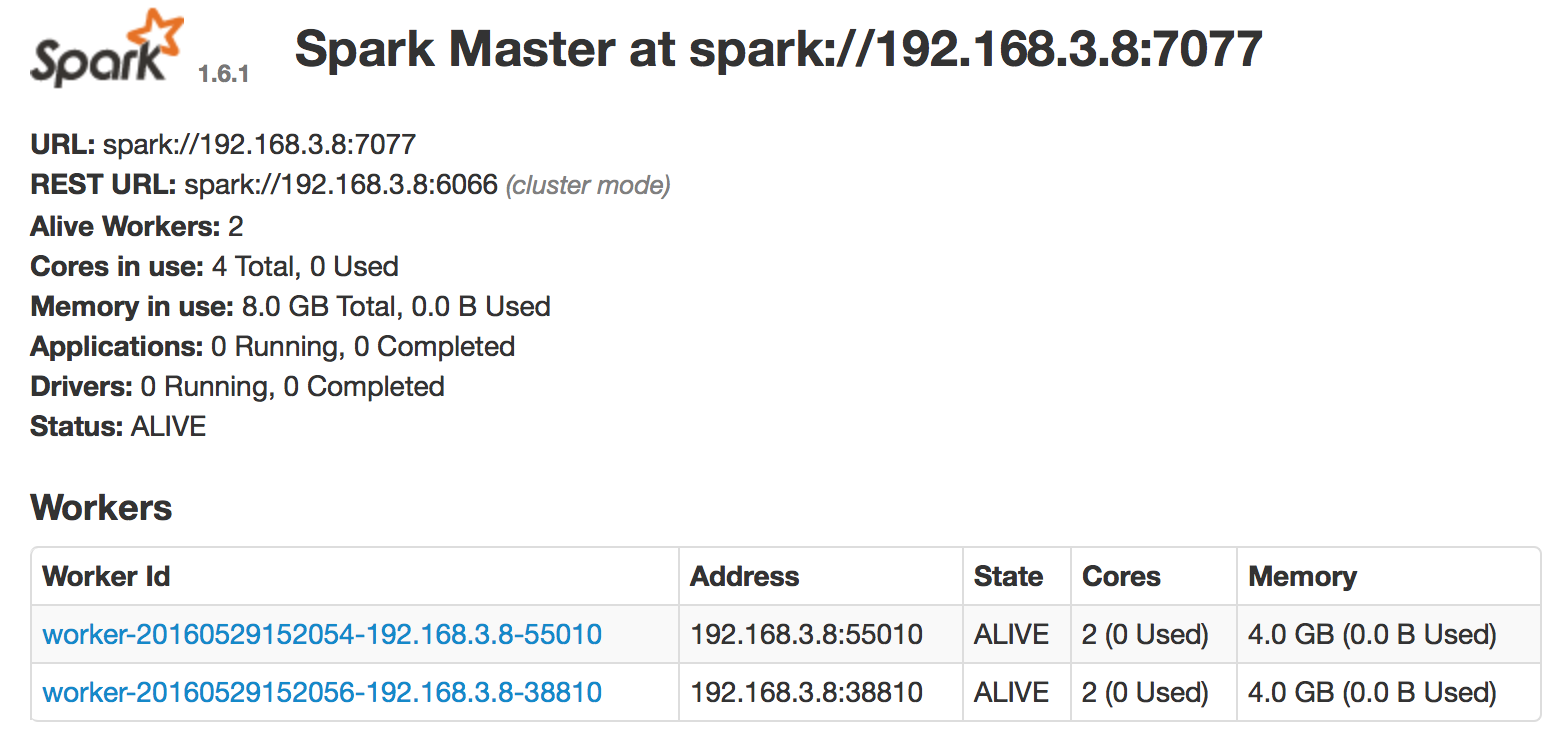 Spark 1.6.1 Spark Master at spark://192.168.3.8:7077
URL: spark://192.168.3.8:7077
REST URL: spark://192.168.3.8:6066 (cluster mode)
Alive Workers: 2
Cores in use: 4 Total, 0 Used
Memory in use: 8.0 GB Total, 0.0 B Used
Applications: 0 Running, 0 Completed
Drivers: 0 Running, 0 Completed
Status: ALIVE
Workers
Worker Id Address State Cores Memory
worker-20160529152054-192.168.3.8-55010 192.168.3.8:55010 ALIVE 2 (0 Used) 4.0 GB (0.0 B Used)
worker-20160529152056-192.168.3.8-38810 192.168.3.8:38810 ALIVE 2 (0 Used) 4.0 GB (0.0 B Used)